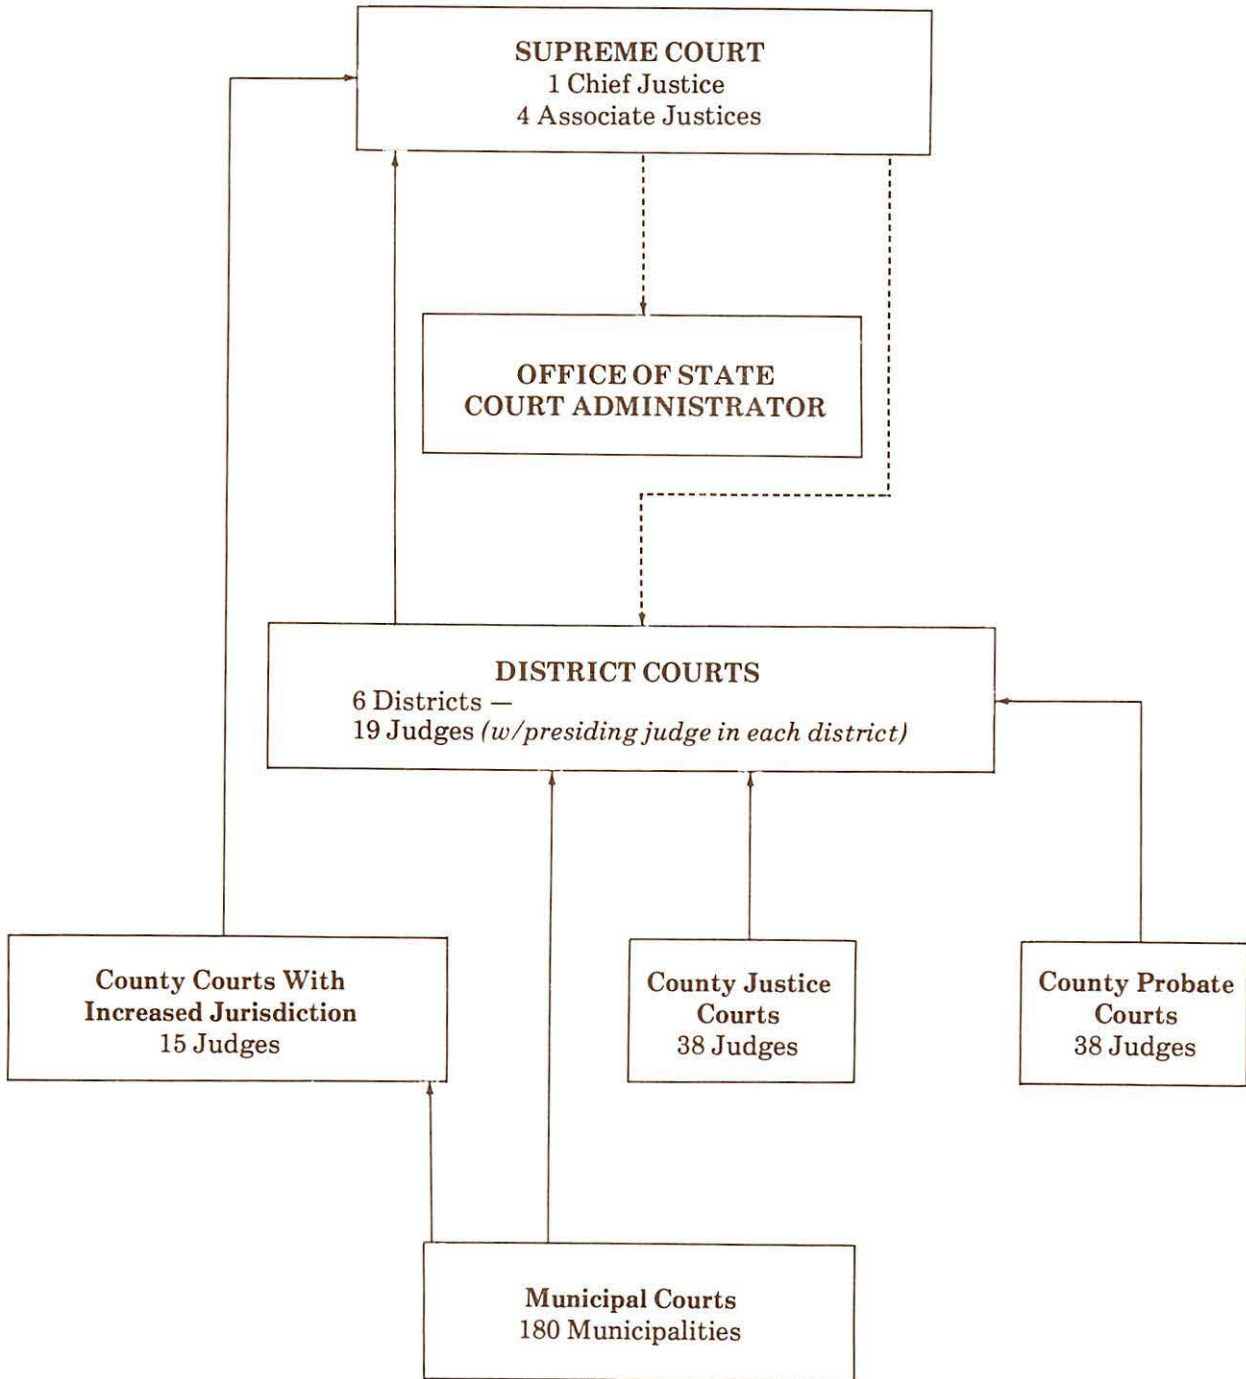 SUPREME COURT
1 Chief Justice
4 Associate Justices
OFFICE OF STATE
COURT ADMINISTRATOR
DISTRICT COURTS
6 Districts —
19 Judges (w/presiding judge in each district)
County Courts With
Increased Jurisdiction
15 Judges
County Justice
Courts
38 Judges
County Probate
Courts
38 Judges
Municipal Courts
180 Municipalities